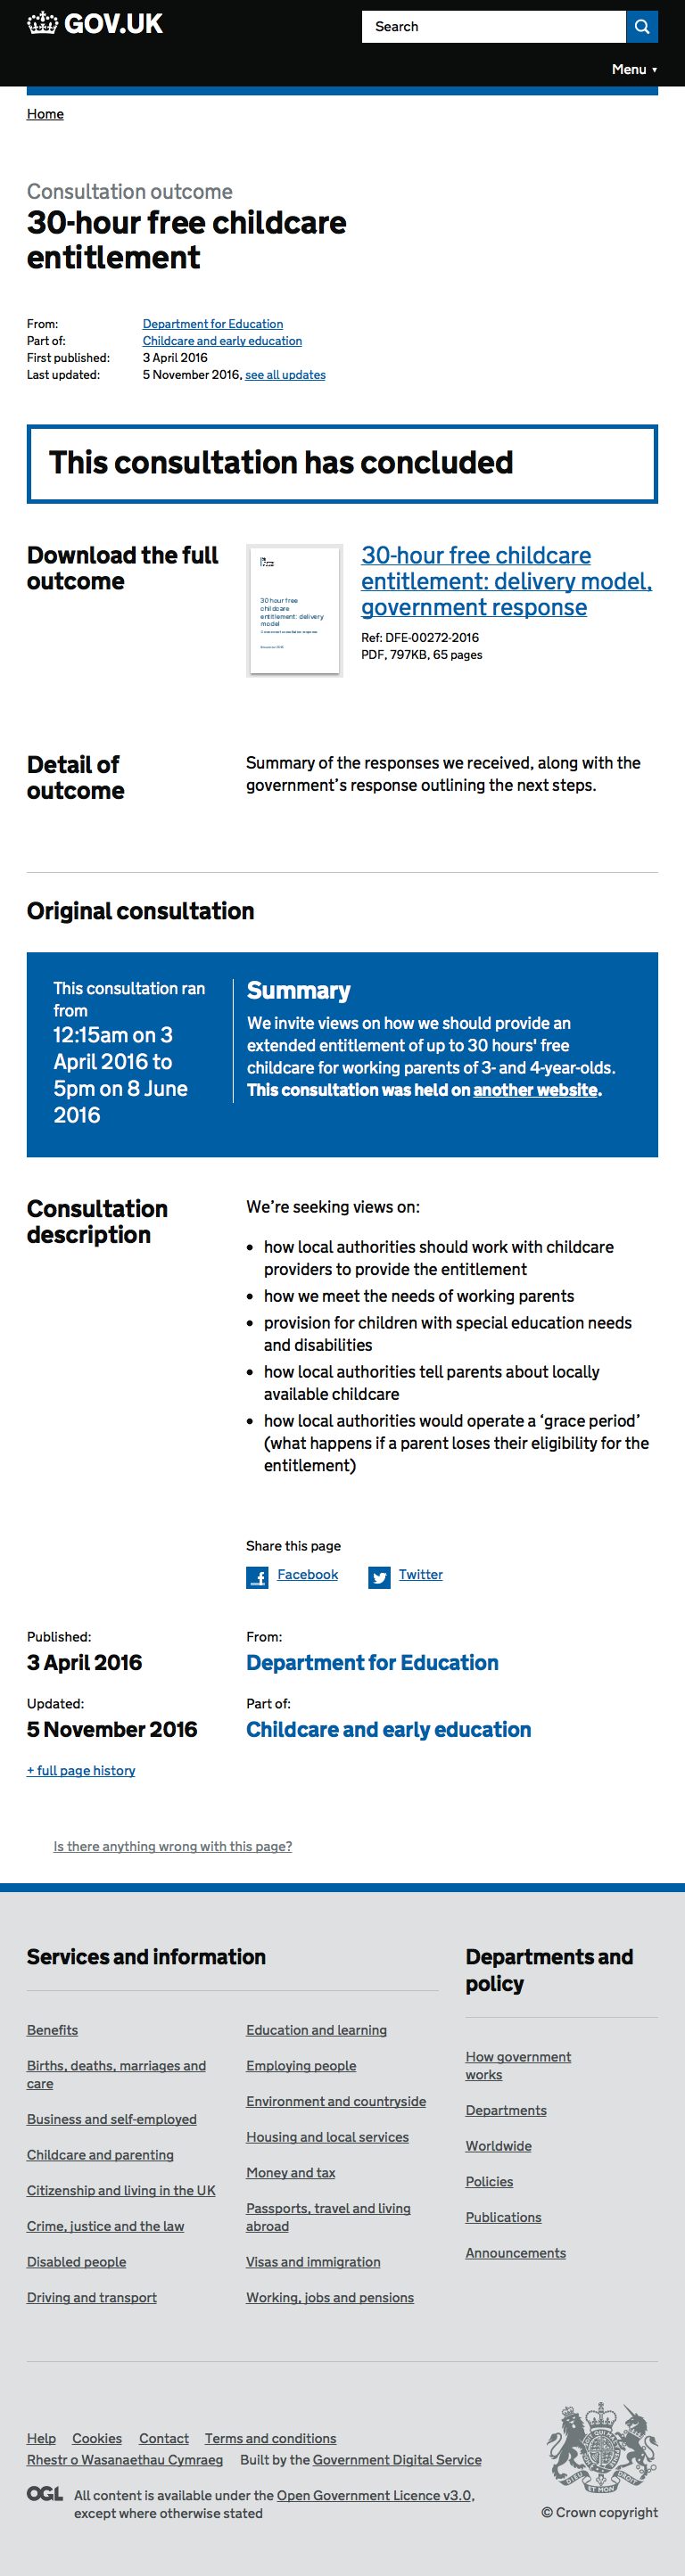 GOV.UK
Search
Menu ▼
Home
Consultation outcome
30-hour free childcare
entitlement
From: Department for Education
Part of: Childcare and early education
First published: 3 April 2016
Last updated: 5 November 2016, see all updates
This consultation has concluded
Download the full
outcome
30 hour free
childcare
entitlement: delivery
model
30-hour free childcare
entitlement: delivery model,
government response
Ref: DFE-00272-2016
PDF, 797KB, 65 pages
Detail of
outcome
Summary of the responses we received, along with the
government’s response outlining the next steps.
Original consultation
This consultation ran
from
12:15am on 3
April 2016 to
5pm on 8 June
2016
Summary
We invite views on how we should provide an
extended entitlement of up to 30 hours' free
childcare for working parents of 3- and 4-year-olds.
This consultation was held on another website.
Consultation
description
We’re seeking views on:
• how local authorities should work with childcare
providers to provide the entitlement
• how we meet the needs of working parents
• provision for children with special education needs
and disabilities
• how local authorities tell parents about locally
available childcare
• how local authorities would operate a ‘grace period’
(what happens if a parent loses their eligibility for the
entitlement)
Share this page
Facebook
Twitter
Published:
3 April 2016
From:
Department for Education
Updated:
5 November 2016
Part of:
Childcare and early education
+ full page history
Is there anything wrong with this page?
Services and information
Benefits
Births, deaths, marriages and
care
Business and self-employed
Childcare and parenting
Citizenship and living in the UK
Crime, justice and the law
Disabled people
Driving and transport
Education and learning
Employing people
Environment and countryside
Housing and local services
Money and tax
Passports, travel and living
abroad
Visas and immigration
Working, jobs and pensions
Departments and
policy
How government
works
Departments
Worldwide
Policies
Publications
Announcements
Help Cookies Contact Terms and conditions
Rhestr o Wasanaethau Cymraeg Built by the Government Digital Service
OGL
All content is available under the Open Government Licence v3.0,
except where otherwise stated
© Crown copyright